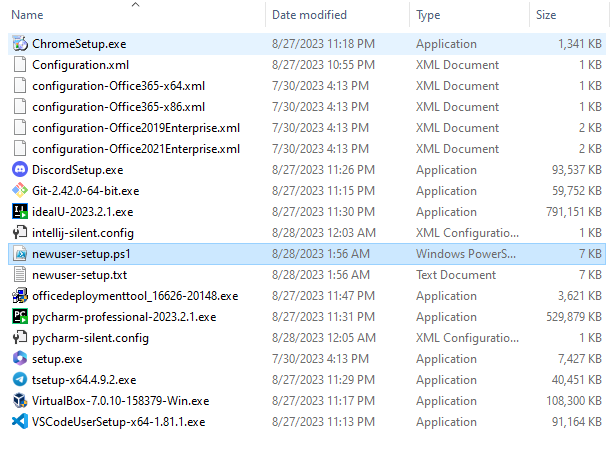 Name Date modified Type Size
ChromeSetup.exe 8/27/2023 11:18 PM Application 1,341 KB
Configuration.xml 8/27/2023 10:55 PM XML Document 1 KB
configuration-Office365-x64.xml 7/30/2023 4:13 PM XML Document 1 KB
configuration-Office365-x86.xml 7/30/2023 4:13 PM XML Document 1 KB
configuration-Office2019Enterprise.xml 7/30/2023 4:13 PM XML Document 2 KB
configuration-Office2021Enterprise.xml 7/30/2023 4:13 PM XML Document 2 KB
DiscordSetup.exe 8/27/2023 11:26 PM Application 93,537 KB
Git-2.42.0-64-bit.exe 8/27/2023 11:15 PM Application 59,752 KB
ideaIU-2023.2.1.exe 8/27/2023 11:30 PM Application 791,151 KB
intellij-silent.config 8/28/2023 12:03 AM XML Configuratio... 1 KB
newuser-setup.ps1 8/28/2023 1:56 AM Windows PowerS... 7 KB
newuser-setup.txt 8/28/2023 1:56 AM Text Document 7 KB
officedeploymenttool_16626-20148.exe 8/27/2023 11:47 PM Application 3,621 KB
pycharm-professional-2023.2.1.exe 8/27/2023 11:31 PM Application 529,879 KB
pycharm-silent.config 8/28/2023 12:05 AM XML Configuratio... 1 KB
setup.exe 7/30/2023 4:13 PM Application 7,427 KB
tsetup-x64.4.9.2.exe 8/27/2023 11:29 PM Application 40,451 KB
VirtualBox-7.0.10-158379-Win.exe 8/27/2023 11:17 PM Application 108,300 KB
VSCodeUserSetup-x64-1.81.1.exe 8/27/2023 11:13 PM Application 91,164 KB